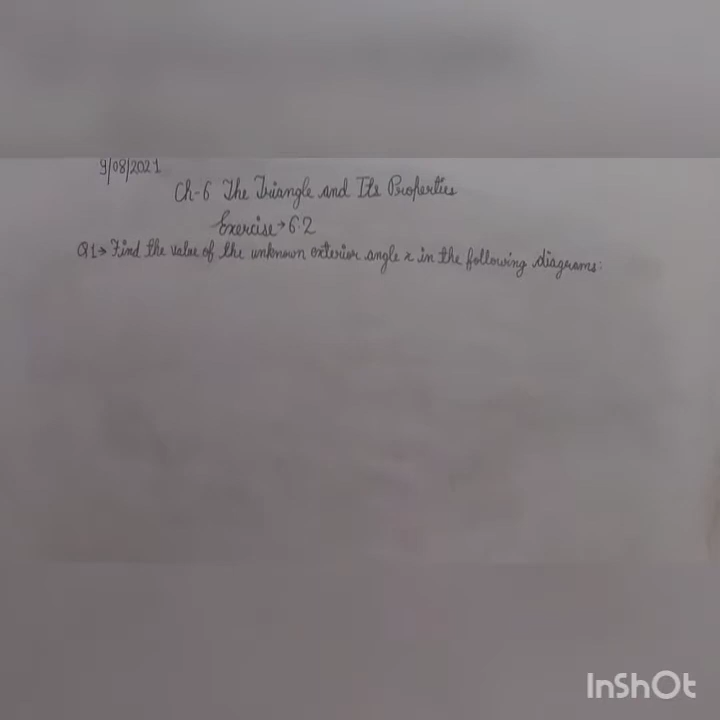 9/08/2021
Ch-6 The Triangle and Its Properties
Exercise→6.2
Q1→ Find the value of the unknown exterior angle x in the following diagrams:
InShOt